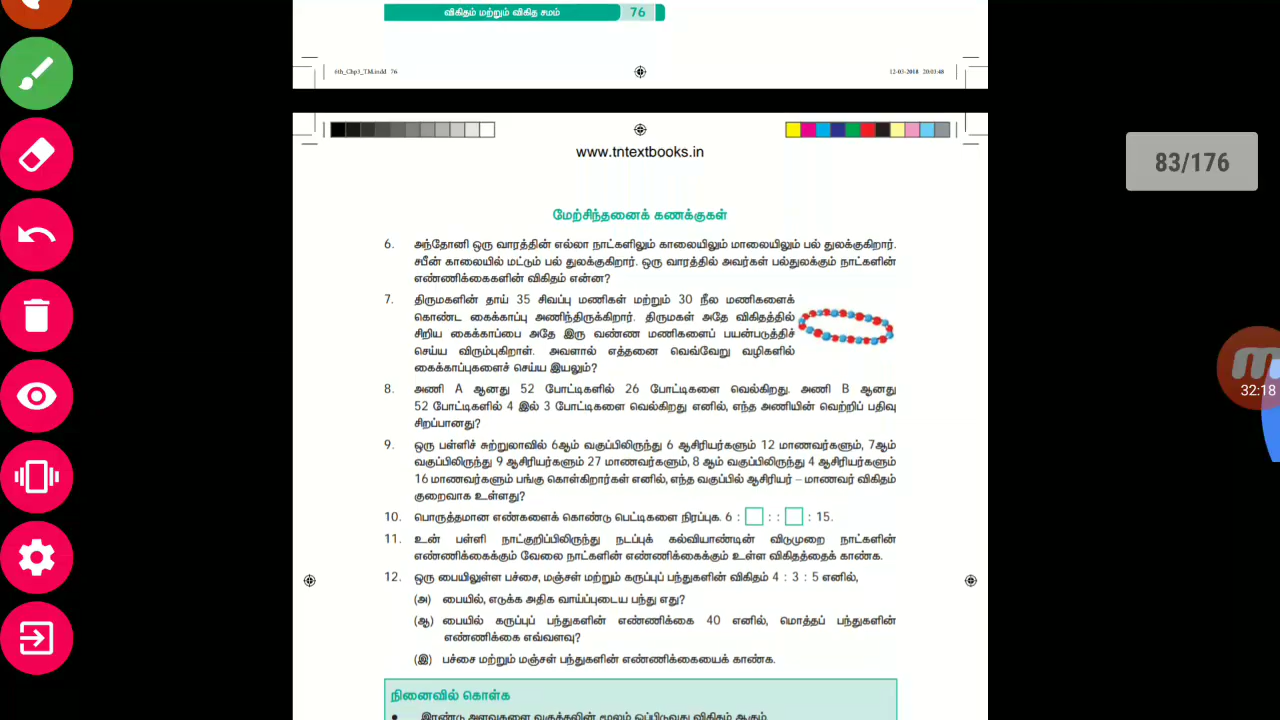 விகிதம் மற்றும் விகித சமம் 76
6th_Chp3_TM.indd 76 12-03-2018 20:03:48
www.tntextbooks.in
83/176
மேற்சிந்தனைக் கணக்குகள்
6. அந்தோனி ஒரு வாரத்தின் எல்லா நாட்களிலும் காலையிலும் மாலையிலும் பல் துலக்குகிறார்.
சபீன் காலையில் மட்டும் பல் துலக்குகிறார். ஒரு வாரத்தில் அவர்கள் பல்துலக்கும் நாட்களின்
எண்ணிக்கைகளின் விகிதம் என்ன?
7. திருமகளின் தாய் 35 சிவப்பு மணிகள் மற்றும் 30 நீல மணிகளைக்
கொண்ட கைக்காப்பு அணிந்திருக்கிறார். திருமகள் அதே விகிதத்தில்
சிறிய கைக்காப்பை அதே இரு வண்ண மணிகளைப் பயன்படுத்திச்
செய்ய விரும்புகிறாள். அவளால் எத்தனை வெவ்வேறு வழிகளில்
கைக்காப்புகளைச் செய்ய இயலும்?
32:18
8. அணி A ஆனது 52 போட்டிகளில் 26 போட்டிகளை வெல்கிறது. அணி B ஆனது
52 போட்டிகளில் 4 இல் 3 போட்டிகளை வெல்கிறது எனில், எந்த அணியின் வெற்றிப் பதிவு
சிறப்பானது?
9. ஒரு பள்ளிச் சுற்றுலாவில் 6ஆம் வகுப்பிலிருந்து 6 ஆசிரியர்களும் 12 மாணவர்களும், 7ஆம்
வகுப்பிலிருந்து 9 ஆசிரியர்களும் 27 மாணவர்களும், 8 ஆம் வகுப்பிலிருந்து 4 ஆசிரியர்களும்
16 மாணவர்களும் பங்கு கொள்கிறார்கள் எனில், எந்த வகுப்பில் ஆசிரியர் – மாணவர் விகிதம்
குறைவாக உள்ளது?
10. பொருத்தமான எண்களைக் கொண்டு பெட்டிகளை நிரப்புக. 6 : □ : : □ : 15.
11. உன் பள்ளி நாட்குறிப்பிலிருந்து நடப்புக் கல்வியாண்டின் விடுமுறை நாட்களின்
எண்ணிக்கைக்கும் வேலை நாட்களின் எண்ணிக்கைக்கும் உள்ள விகிதத்தைக் காண்க.
12. ஒரு பையிலுள்ள பச்சை, மஞ்சள் மற்றும் கருப்புப் பந்துகளின் விகிதம் 4 : 3 : 5 எனில்,
(அ) பையில், எடுக்க அதிக வாய்ப்புடைய பந்து எது?
(ஆ) பையில் கருப்புப் பந்துகளின் எண்ணிக்கை 40 எனில், மொத்தப் பந்துகளின்
எண்ணிக்கை எவ்வளவு?
(இ) பச்சை மற்றும் மஞ்சள் பந்துகளின் எண்ணிக்கையைக் காண்க.
நினைவில் கொள்க
● இரண்டு அளவுகளை வகுத்தலின் மூலம் ஒப்பிடுவது விகிதம் ஆகும்.